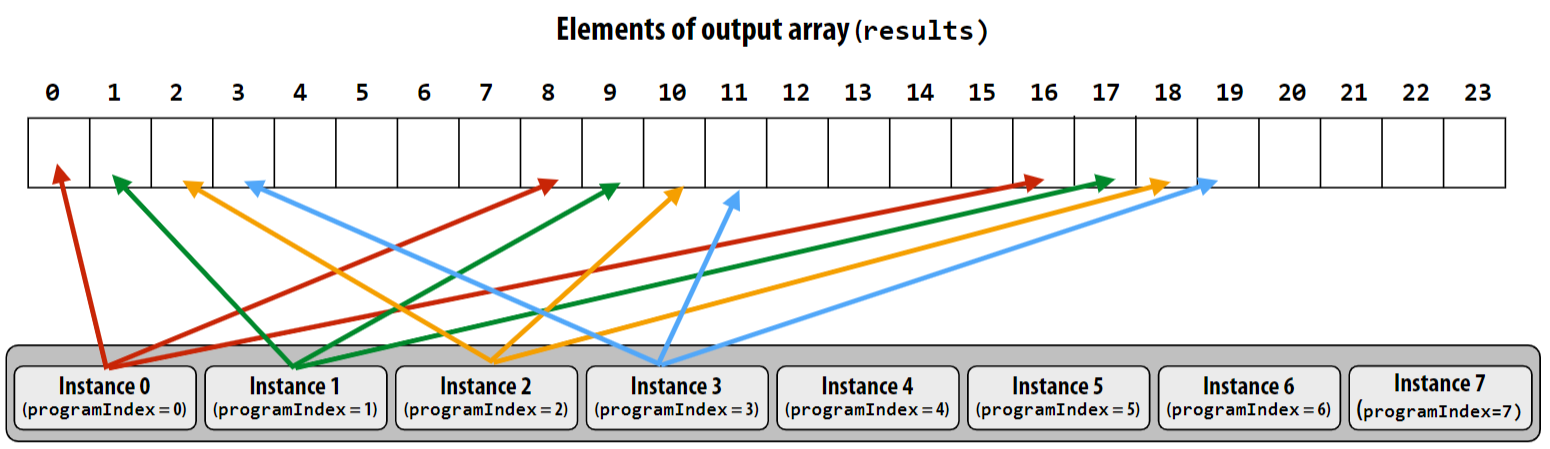 Elements of output array (results)
0 1 2 3 4 5 6 7 8 9 10 11 12 13 14 15 16 17 18 19 20 21 22 23
Instance 0 Instance 1 Instance 2 Instance 3 Instance 4 Instance 5 Instance 6 Instance 7
(programIndex = 0) (programIndex = 1) (programIndex = 2) (programIndex = 3) (programIndex = 4) (programIndex = 5) (programIndex = 6) (programIndex=7)